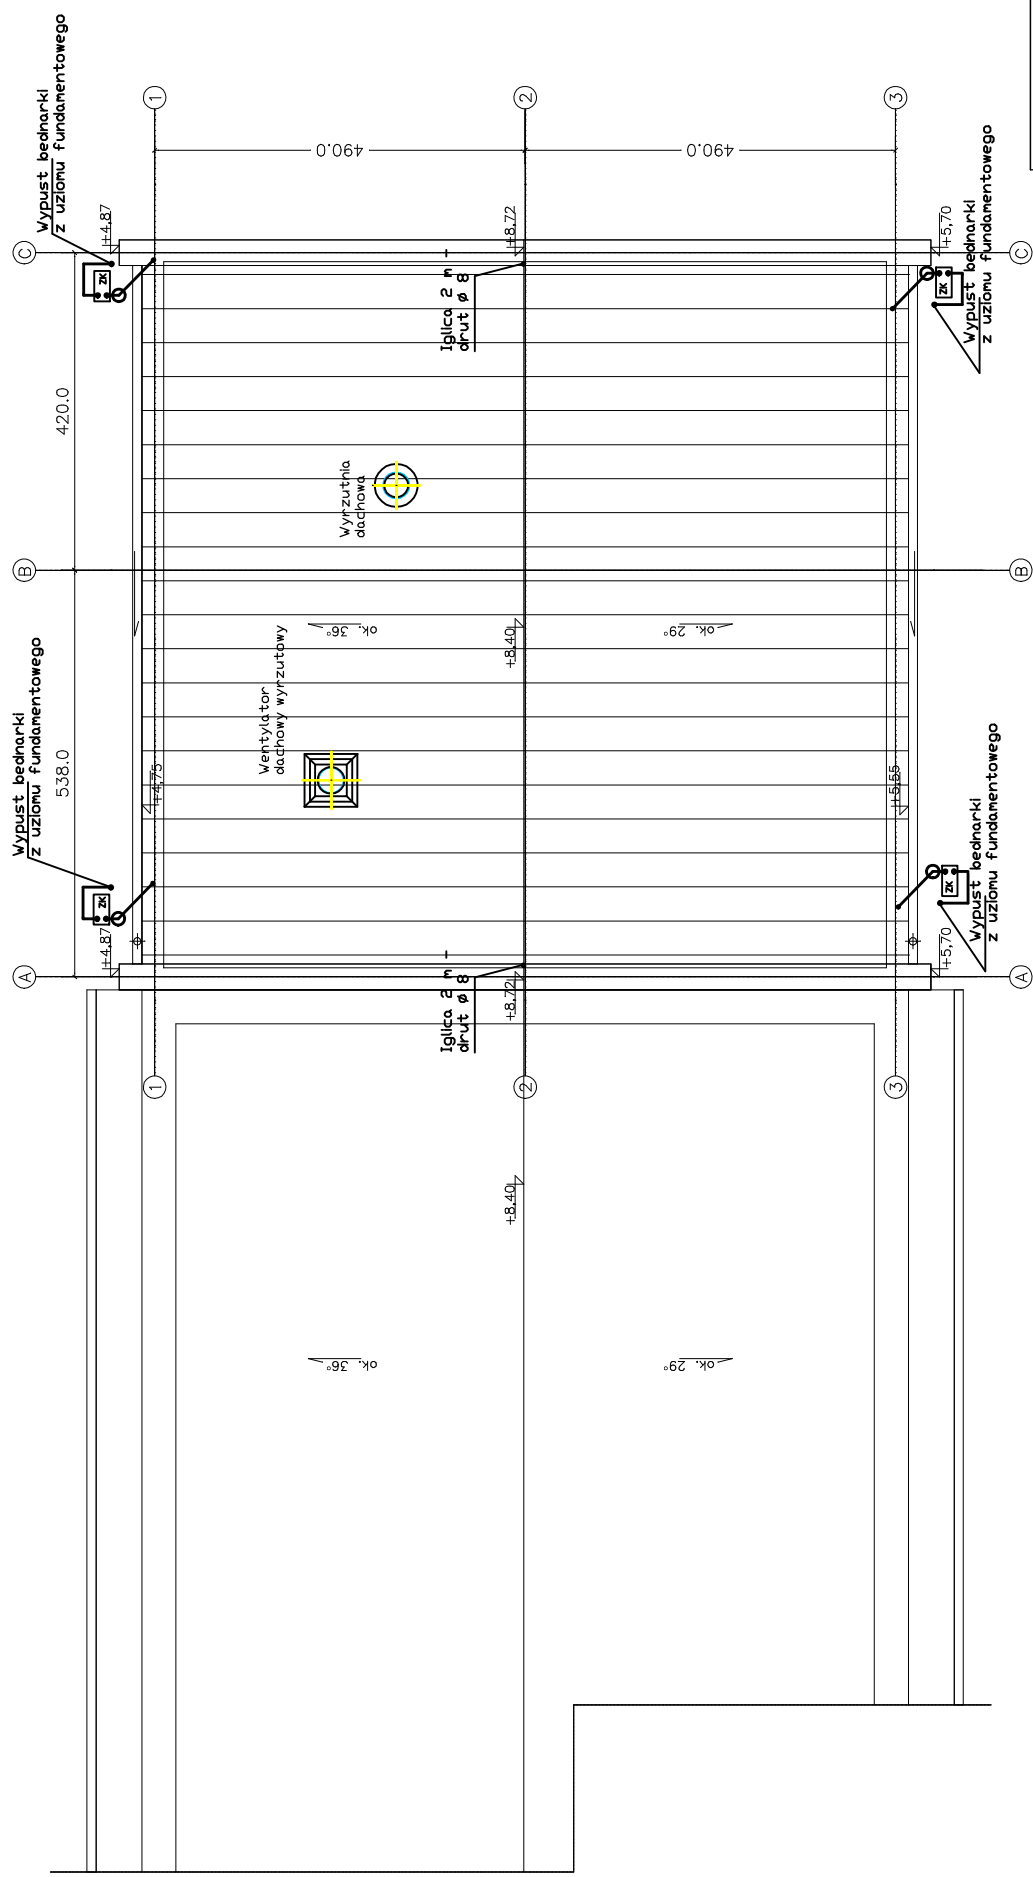 Wypust bednarki
z uziomu fundamentowego
Wypust bednarki
z uziomu fundamentowego
A
538.0
B
420.0
C
ZK
ZK
+4,87
+4,87
1
1
+4,75
490.0
Wentylator
dachowy wyrzutowy
Wyrzutnia
dachowa
ok. 36°
ok. 36°
Iglica 2 m -
drut ø 8
Iglica 2 m -
drut ø 8
+8,40
+8,72
+8,40
+8,72
2
2
490.0
ok. 29°
ok. 29°
+5,55
3
3
+5,70
+5,70
ZK
ZK
Wypust bednarki
z uziomu fundamentowego
Wypust bednarki
z uziomu fundamentowego
A
B
C